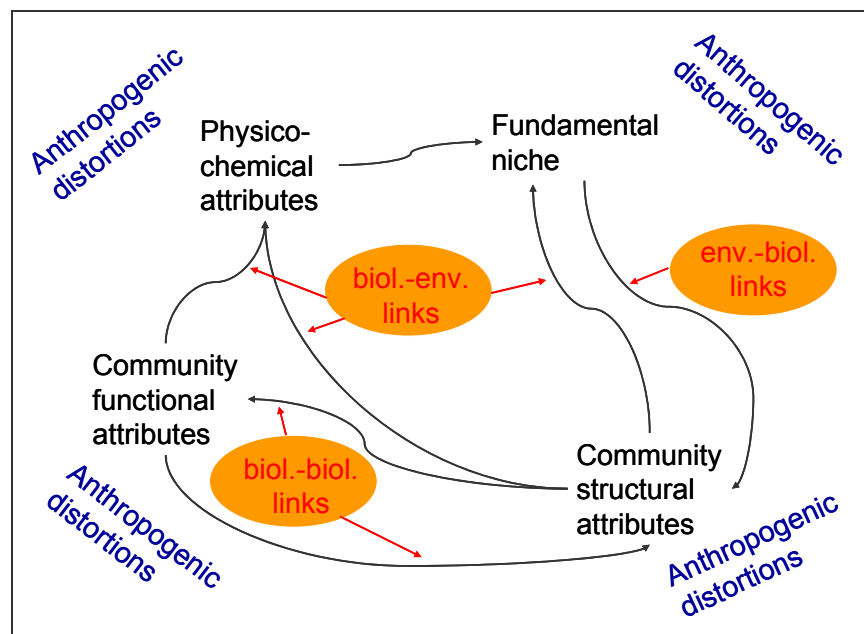 Anthropogenic
distortions
Physico-
chemical
attributes
Fundamental
niche
Anthropogenic
distortions
biol.-env.
links
env.-biol.
links
Community
functional
attributes
biol.-biol.
links
Community
structural
attributes
Anthropogenic
distortions
Anthropogenic
distortions